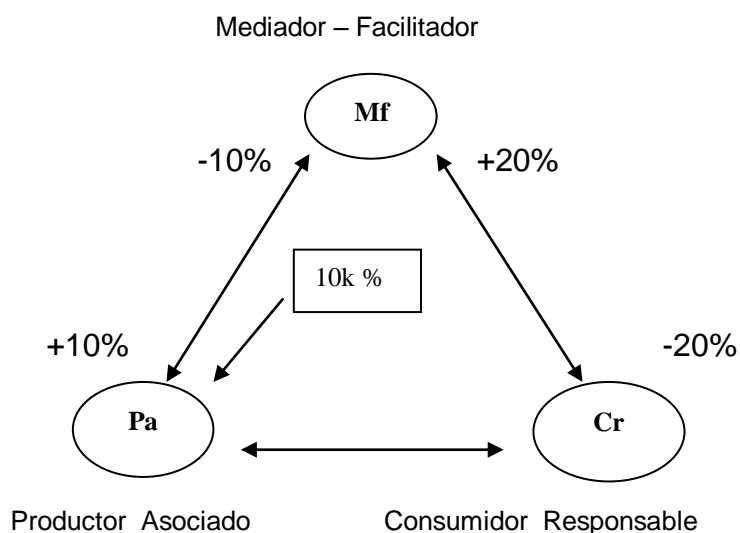 Mediador – Facilitador
Mf
-10%
+20%
10k %
+10%
-20%
Pa
Cr
Productor Asociado
Consumidor Responsable